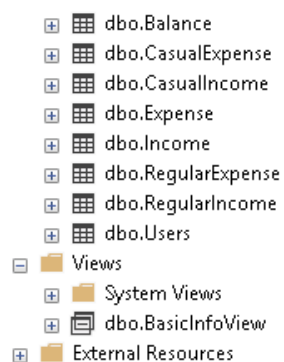 dbo.Balance
dbo.CasualExpense
dbo.CasualIncome
dbo.Expense
dbo.Income
dbo.RegularExpense
dbo.RegularIncome
dbo.Users
Views
System Views
dbo.BasicInfoView
External Resources